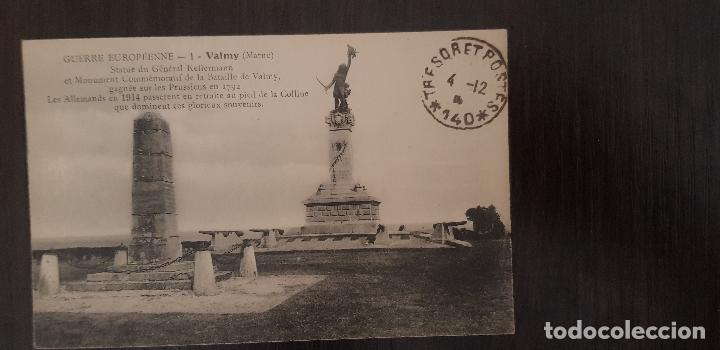 GUERRE EUROPÉENNE — 1 - Valmy (Marne)
Statue du Général Kellermann
et Monument Commémoratif de la Bataille de Valmy,
gagnée sur les Prussiens en 1792
Les Allemands en 1914 passèrent en retraite au pied de la Colline
que dominent ces glorieux souvenirs.
*TRESOR ET POSTES*
4 -12
140
todocoleccion.net